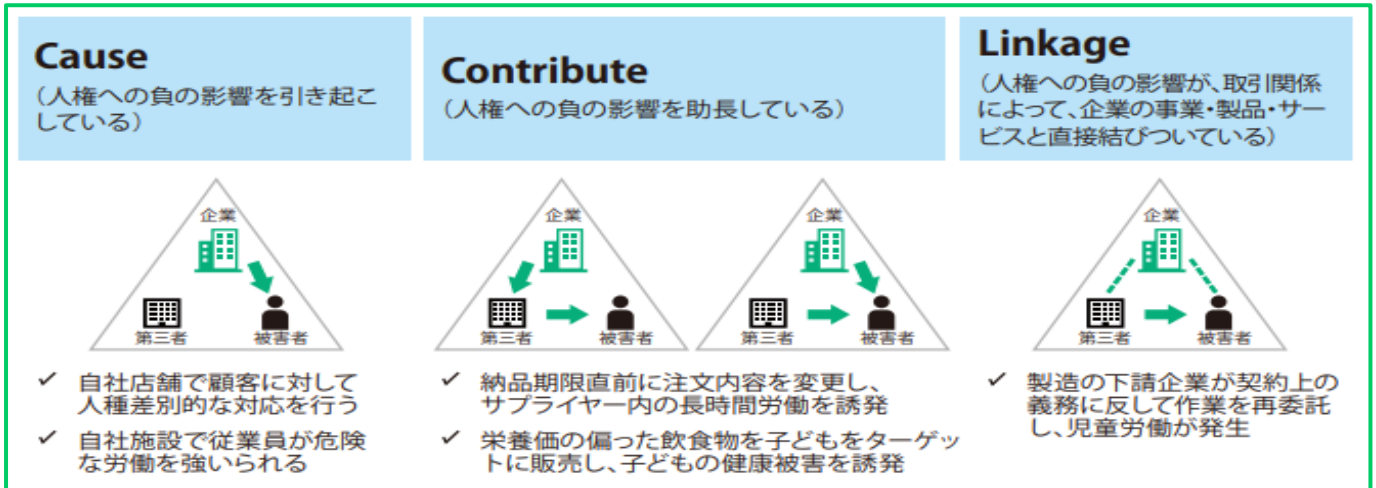 Cause
(人権への負の影響を引き起こ
している)
Contribute
(人権への負の影響を助長している)
Linkage
(人権への負の影響が、取引関係
によって、企業の事業・製品・サー
ビスと直接結びついている)
企業
第三者
被害者
企業
第三者
被害者
企業
第三者
被害者
企業
第三者
被害者
✓ 自社店舗で顧客に対して
人種差別的な対応を行う
✓ 自社施設で従業員が危険
な労働を強いられる
✓ 納品期限直前に注文内容を変更し、
サプライヤー内の長時間労働を誘発
✓ 栄養価の偏った飲食物を子どもをターゲッ
トに販売し、子どもの健康被害を誘発
✓ 製造の下請企業が契約上の
義務に反して作業を再委託
し、児童労働が発生